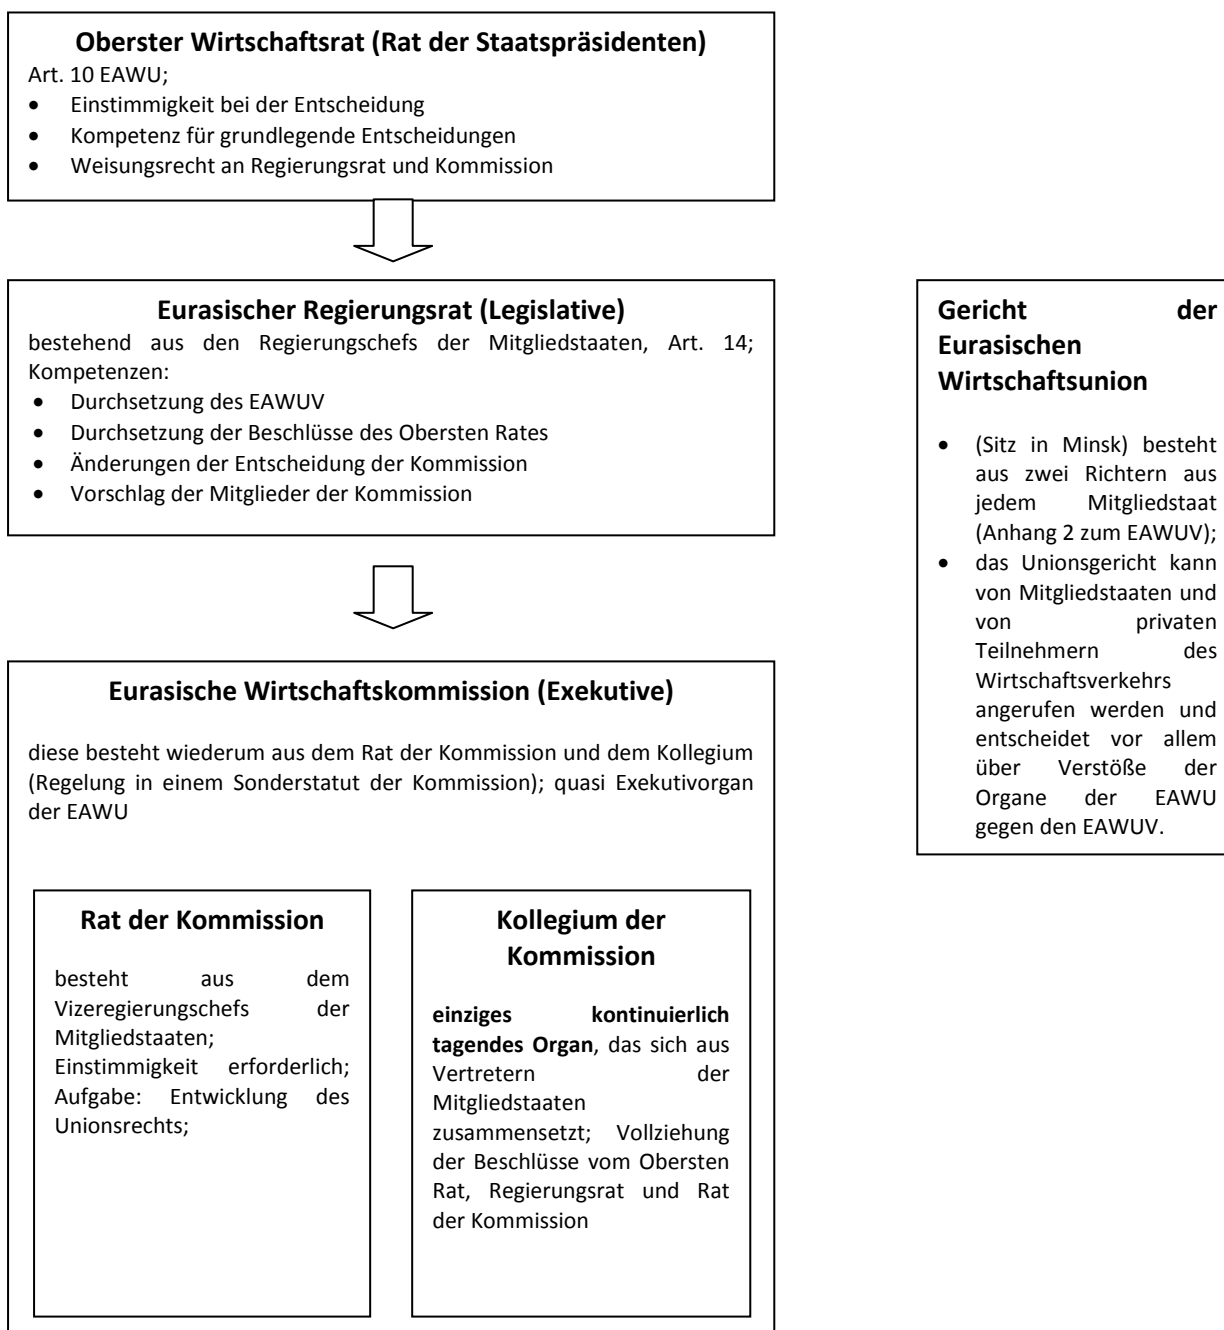 Oberster Wirtschaftsrat (Rat der Staatspräsidenten)
Art. 10 EAWU;
• Einstimmigkeit bei der Entscheidung
• Kompetenz für grundlegende Entscheidungen
• Weisungsrecht an Regierungsrat und Kommission
Eurasischer Regierungsrat (Legislative)
bestehend aus den Regierungschefs der Mitgliedstaaten, Art. 14;
Kompetenzen:
• Durchsetzung des EAWUV
• Durchsetzung der Beschlüsse des Obersten Rates
• Änderungen der Entscheidung der Kommission
• Vorschlag der Mitglieder der Kommission
Gericht der
Eurasischen
Wirtschaftsunion
• (Sitz in Minsk) besteht
aus zwei Richtern aus
jedem Mitgliedstaat
(Anhang 2 zum EAWUV);
• das Unionsgericht kann
von Mitgliedstaaten und
von privaten
Teilnehmern des
Wirtschaftsverkehrs
angerufen werden und
entscheidet vor allem
über Verstöße der
Organe der EAWU
gegen den EAWUV.
Eurasische Wirtschaftskommission (Exekutive)
diese besteht wiederum aus dem Rat der Kommission und dem Kollegium
(Regelung in einem Sonderstatut der Kommission); quasi Exekutivorgan
der EAWU
Rat der Kommission
besteht aus dem
Vizeregierungschefs der
Mitgliedstaaten;
Einstimmigkeit erforderlich;
Aufgabe: Entwicklung des
Unionsrechts;
Kollegium der
Kommission
einziges kontinuierlich
tagendes Organ, das sich aus
Vertretern der
Mitgliedstaaten
zusammensetzt; Vollziehung
der Beschlüsse vom Obersten
Rat, Regierungsrat und Rat
der Kommission